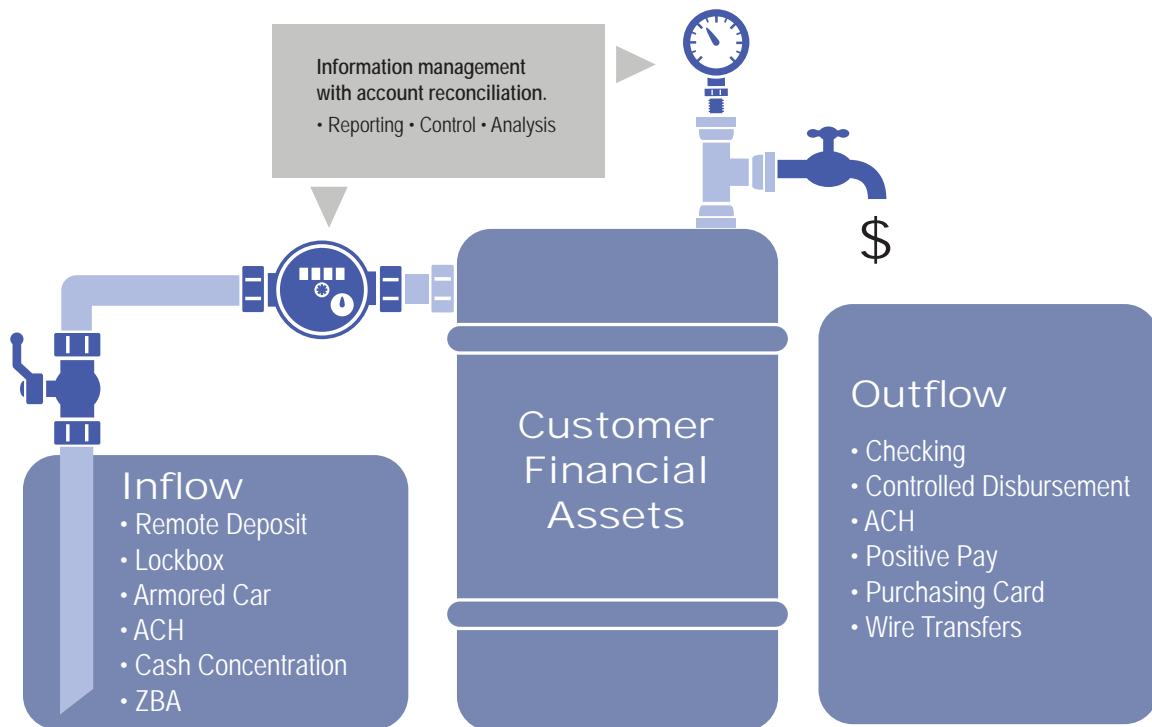 Information management
with account reconciliation.
• Reporting • Control • Analysis
$
Customer
Financial
Assets
Inflow
• Remote Deposit
• Lockbox
• Armored Car
• ACH
• Cash Concentration
• ZBA
Outflow
• Checking
• Controlled Disbursement
• ACH
• Positive Pay
• Purchasing Card
• Wire Transfers